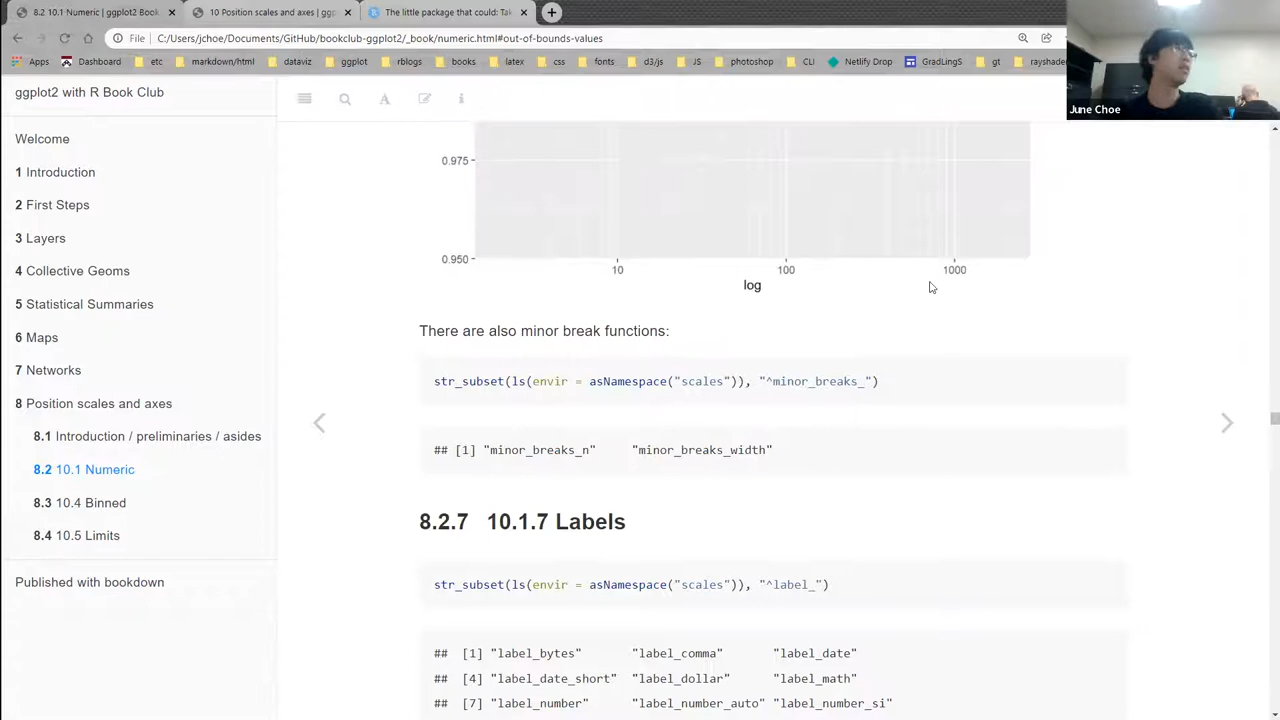 8.2 10.1 Numeric | ggplot2 Book
10 Position scales and axes | ggp
The little package that could: Tak
File
C:/Users/jchoe/Documents/GitHub/bookclub-ggplot2/_book/numeric.html#out-of-bounds-values
Apps Dashboard etc markdown/html dataviz ggplot rblogs books latex css fonts d3/js JS photoshop CLI Netlify Drop GradLingS gt rayshade
June Choe
ggplot2 with R Book Club
Welcome
1 Introduction
2 First Steps
3 Layers
4 Collective Geoms
5 Statistical Summaries
6 Maps
7 Networks
8 Position scales and axes
8.1 Introduction / preliminaries / asides
8.2 10.1 Numeric
8.3 10.4 Binned
8.4 10.5 Limits
Published with bookdown
0.975
0.950
10 100 1000
log
There are also minor break functions:
str_subset(ls(envir = asNamespace("scales")), "^minor_breaks_")
## [1] "minor_breaks_n" "minor_breaks_width"
8.2.7 10.1.7 Labels
str_subset(ls(envir = asNamespace("scales")), "^label_")
## [1] "label_bytes" "label_comma" "label_date"
## [4] "label_date_short" "label_dollar" "label_math"
## [7] "label_number" "label_number_auto" "label_number_si"